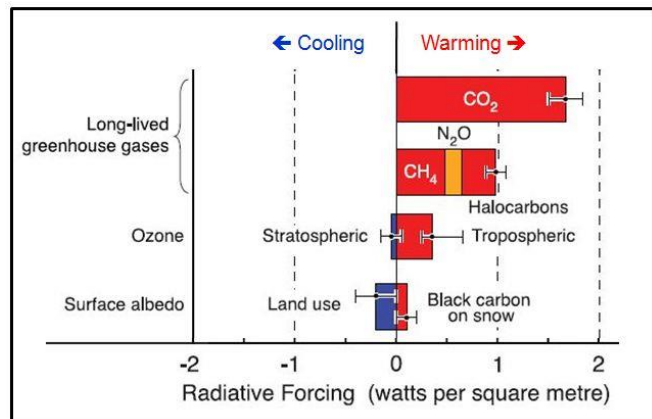 ← Cooling Warming →
CO₂
Long-lived
greenhouse gases
N₂O
CH₄
Halocarbons
Ozone Stratospheric Tropospheric
Surface albedo Land use Black carbon
on snow
-2 -1 0 1 2
Radiative Forcing (watts per square metre)